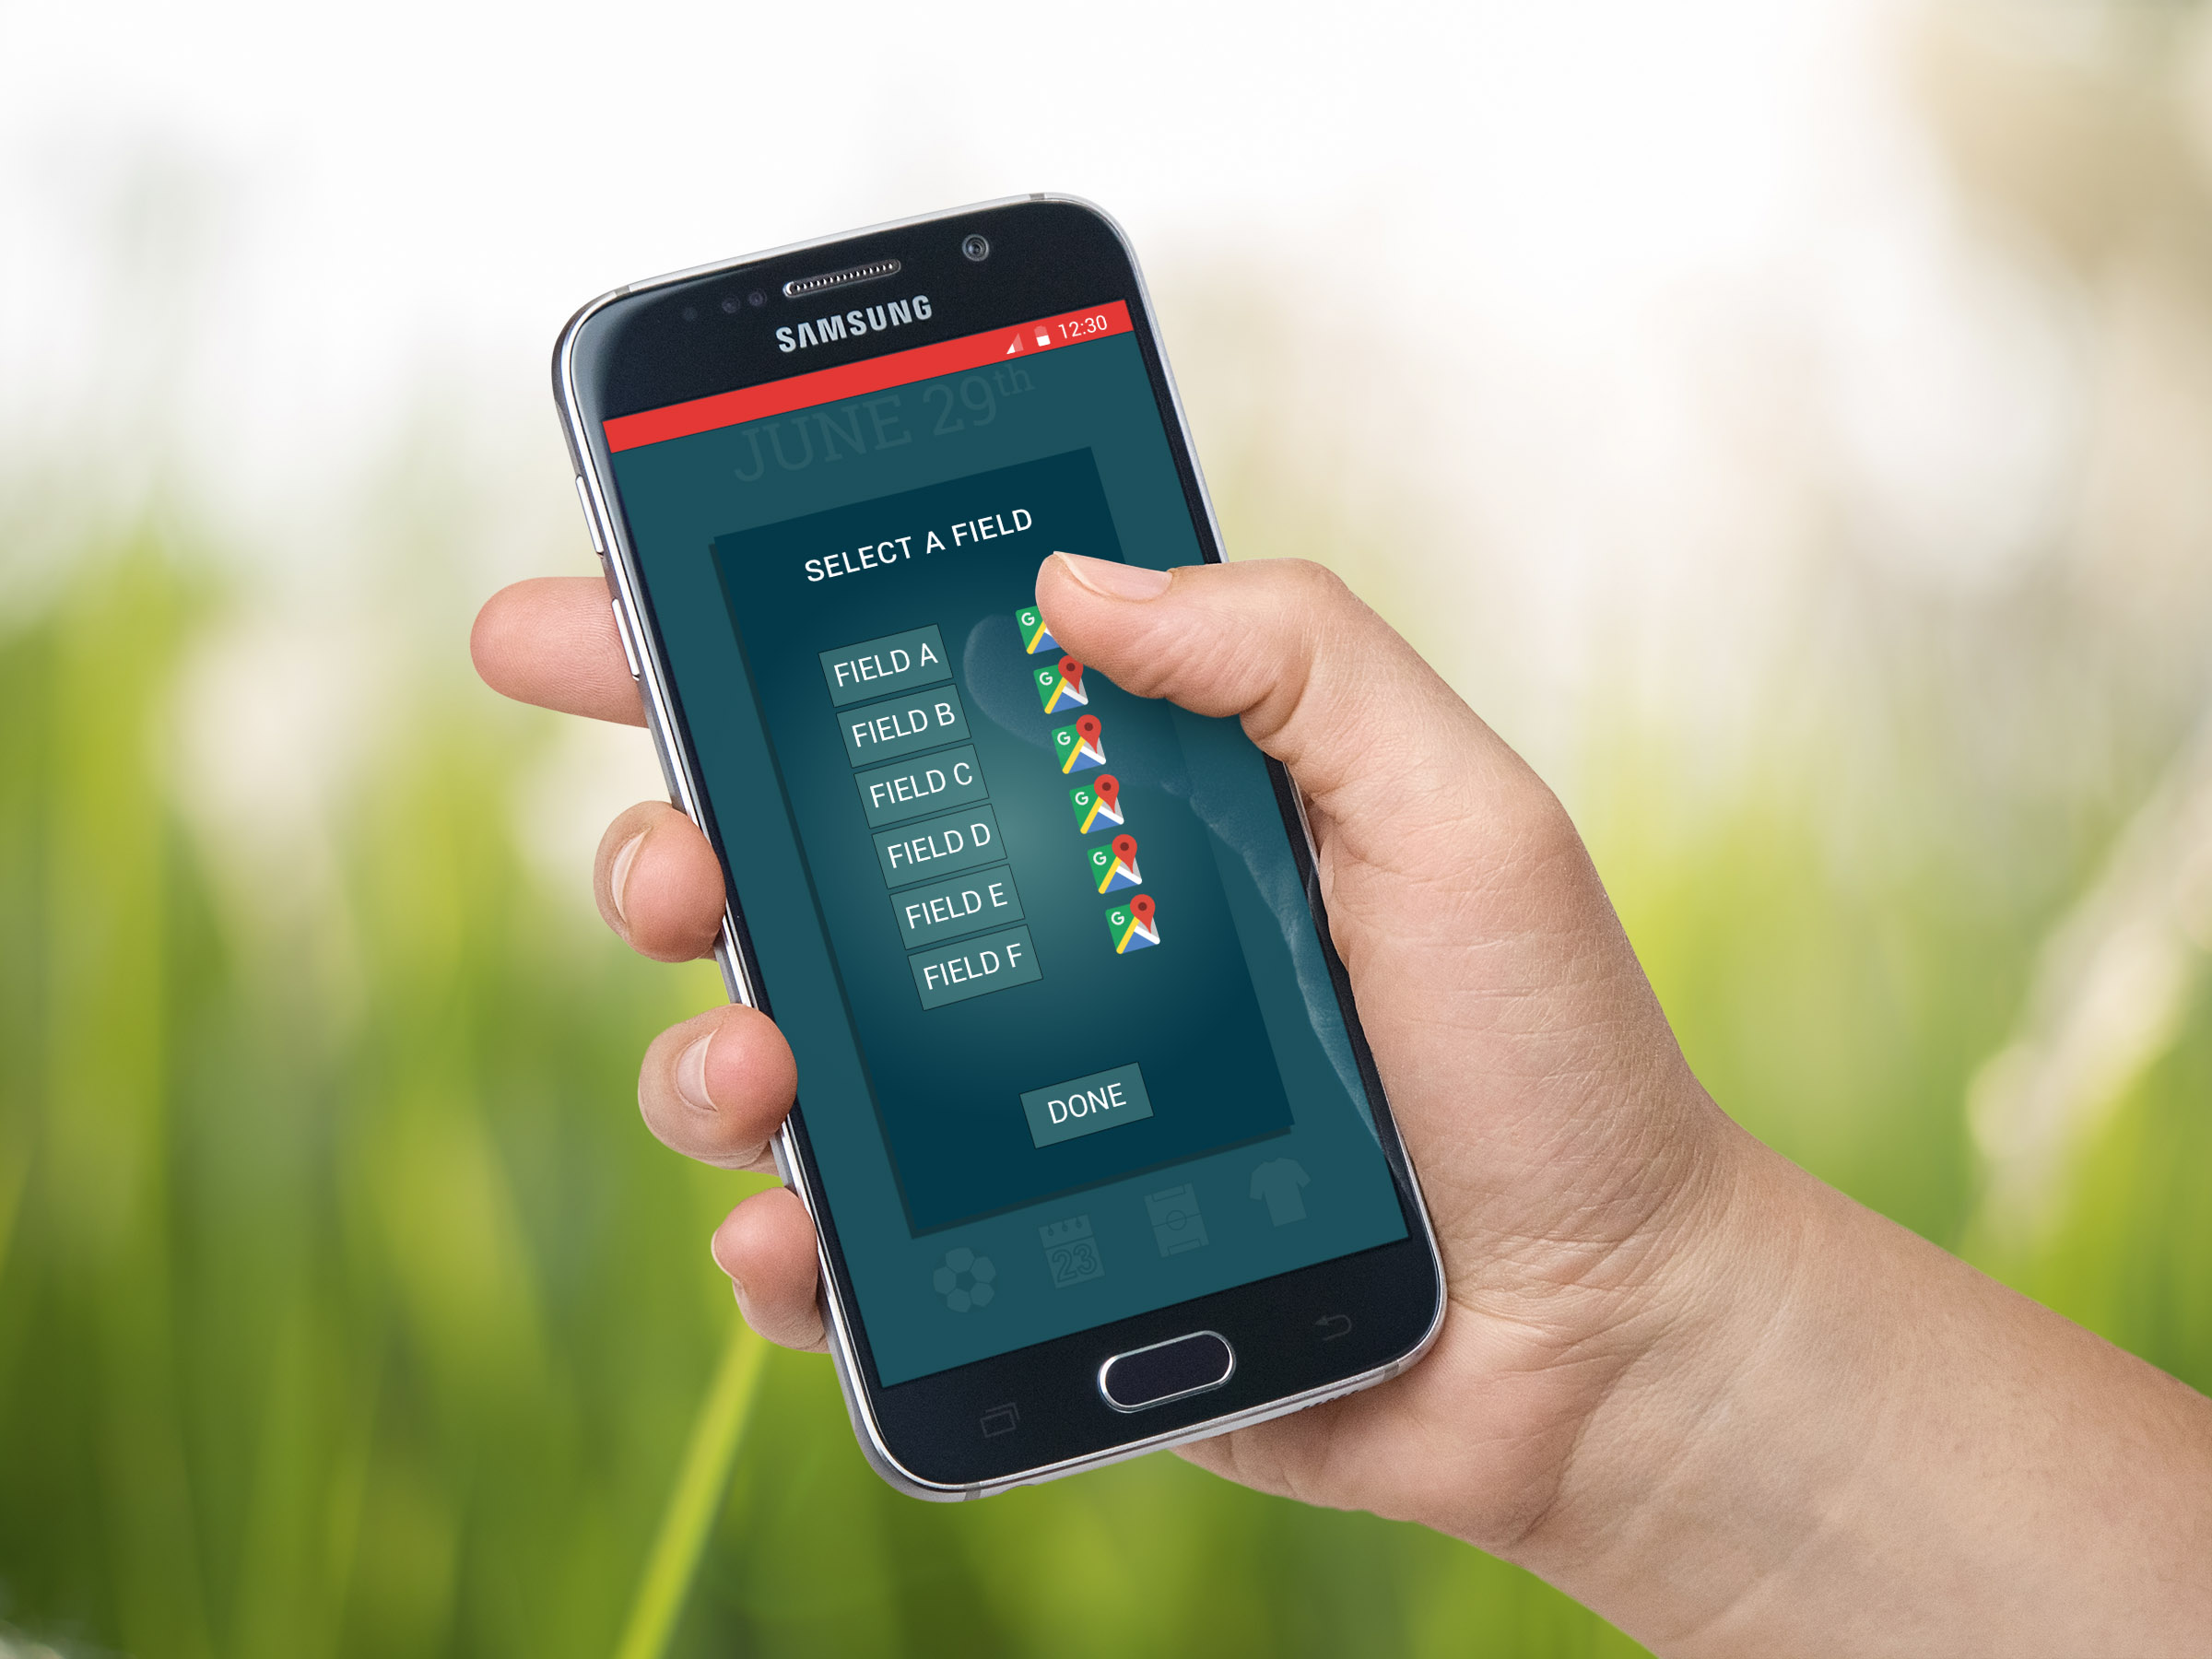 SAMSUNG
12:30
JUNE 29th
SELECT A FIELD
FIELD A
G
FIELD B
G
FIELD C
G
FIELD D
G
FIELD E
G
FIELD F
G
DONE
23